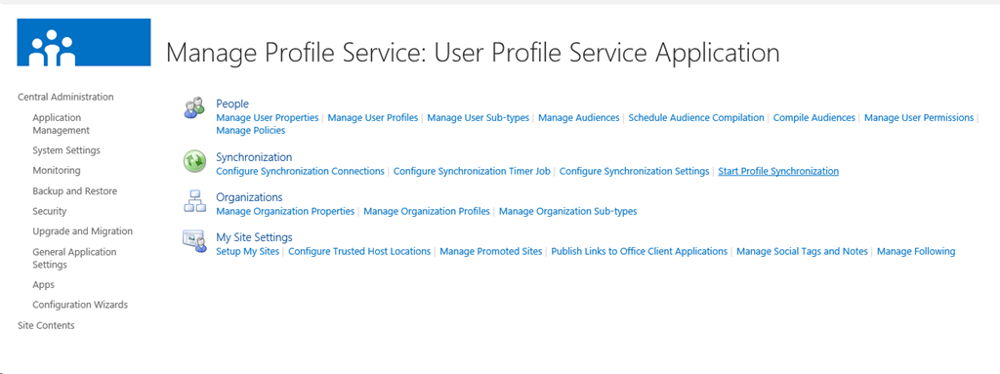 Manage Profile Service: User Profile Service Application
Central Administration
Application
Management
System Settings
Monitoring
Backup and Restore
Security
Upgrade and Migration
General Application
Settings
Apps
Configuration Wizards
Site Contents
People
Manage User Properties | Manage User Profiles | Manage User Sub-types | Manage Audiences | Schedule Audience Compilation | Compile Audiences | Manage User Permissions |
Manage Policies
Synchronization
Configure Synchronization Connections | Configure Synchronization Timer Job | Configure Synchronization Settings | Start Profile Synchronization
Organizations
Manage Organization Properties | Manage Organization Profiles | Manage Organization Sub-types
My Site Settings
Setup My Sites | Configure Trusted Host Locations | Manage Promoted Sites | Publish Links to Office Client Applications | Manage Social Tags and Notes | Manage Following